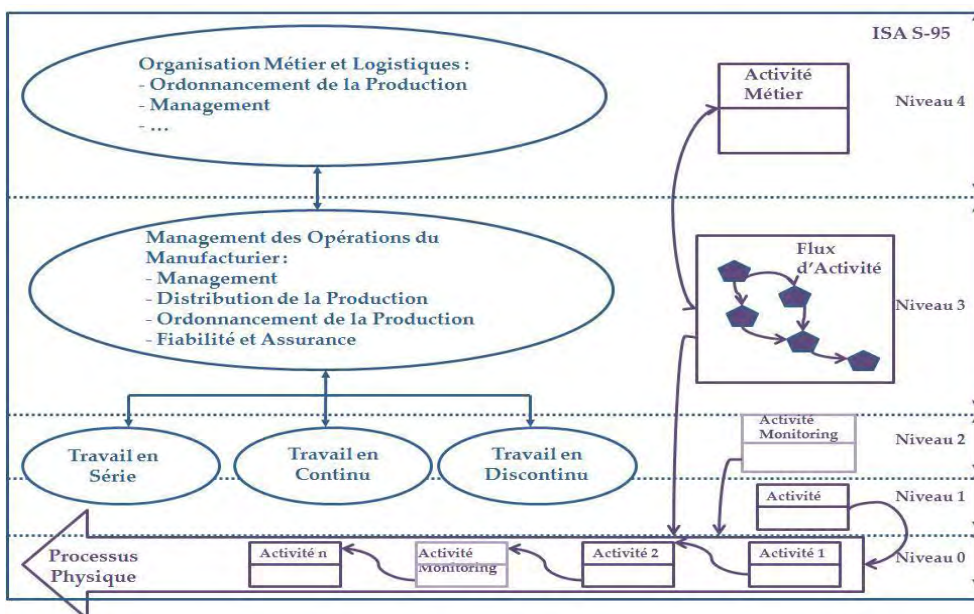 ISA S-95
Organisation Métier et Logistiques :
- Ordonnancement de la Production
- Management
- ...
Activité
Métier
Niveau 4
Management des Opérations du
Manufacturier :
- Management
- Distribution de la Production
- Ordonnancement de la Production
- Fiabilité et Assurance
Flux
d'Activité
Niveau 3
Travail en
Série
Travail en
Continu
Travail en
Discontinu
Activité
Monitoring
Niveau 2
Activité
Niveau 1
Processus
Physique
Activité n
Activité
Monitoring
Activité 2
Activité 1
Niveau 0